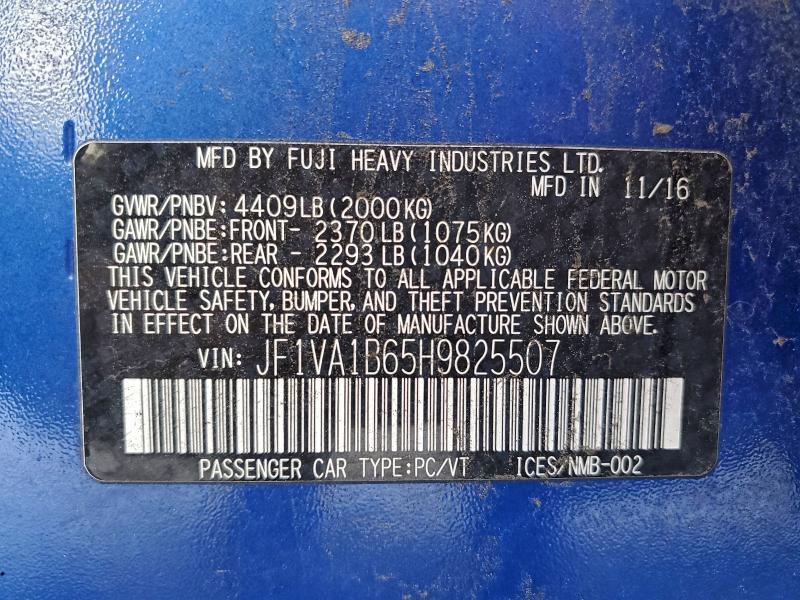 MFD BY FUJI HEAVY INDUSTRIES LTD.
MFD IN 11/16
GVWR/PNBV: 4409LB(2000KG)
GAWR/PNBE:FRONT- 2370LB(1075KG)
GAWR/PNBE:REAR - 2293LB(1040KG)
THIS VEHICLE CONFORMS TO ALL APPLICABLE FEDERAL MOTOR
VEHICLE SAFETY, BUMPER, AND THEFT PREVENTION STANDARDS
IN EFFECT ON THE DATE OF MANUFACTURE SHOWN ABOVE.
VIN: JF1VA1B65H9825507
PASSENGER CAR TYPE:PC/VT ICES/NMB-002